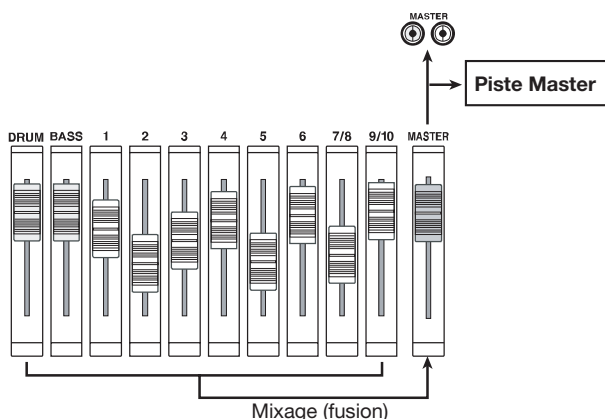 MASTER
Piste Master
DRUM BASS 1 2 3 4 5 6 7/8 9/10 MASTER
Mixage (fusion)